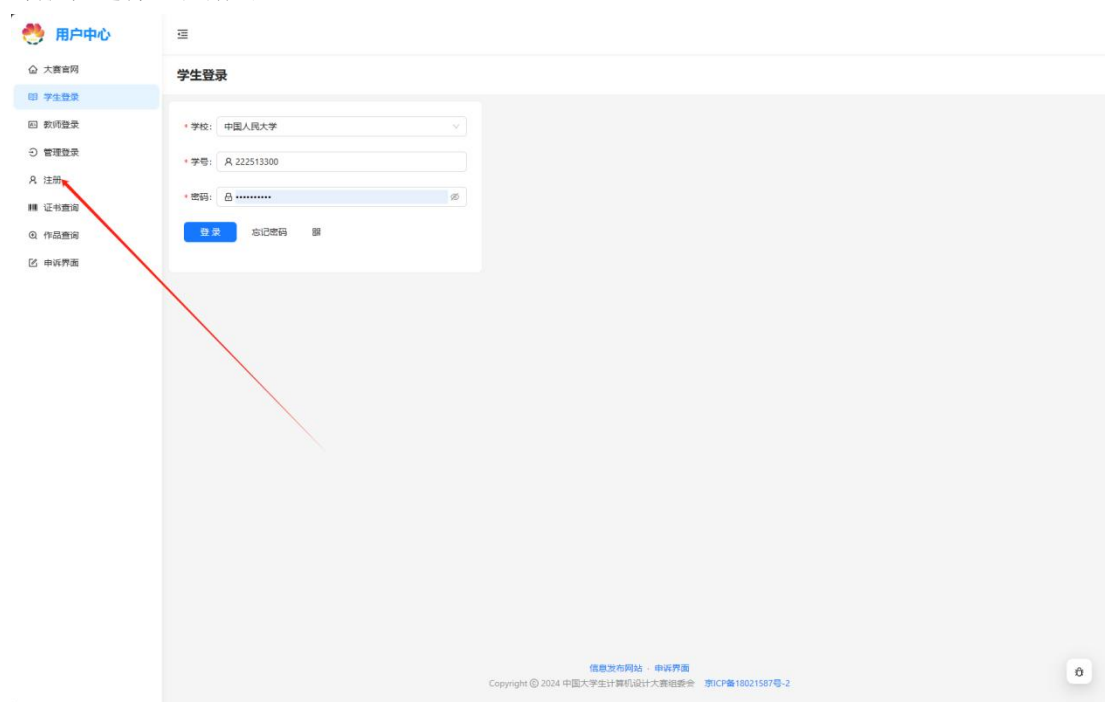 用户中心
大赛官网
学生登录
教师登录
管理登录
注册
证书查询
作品查询
申诉界面
学生登录
* 学校: 中国人民大学
* 学号: 222513300
* 密码: ••••••••••
登 录 忘记密码
信息发布网站 · 申诉界面
Copyright © 2024 中国大学生计算机设计大赛组委会 京ICP备18021587号-2